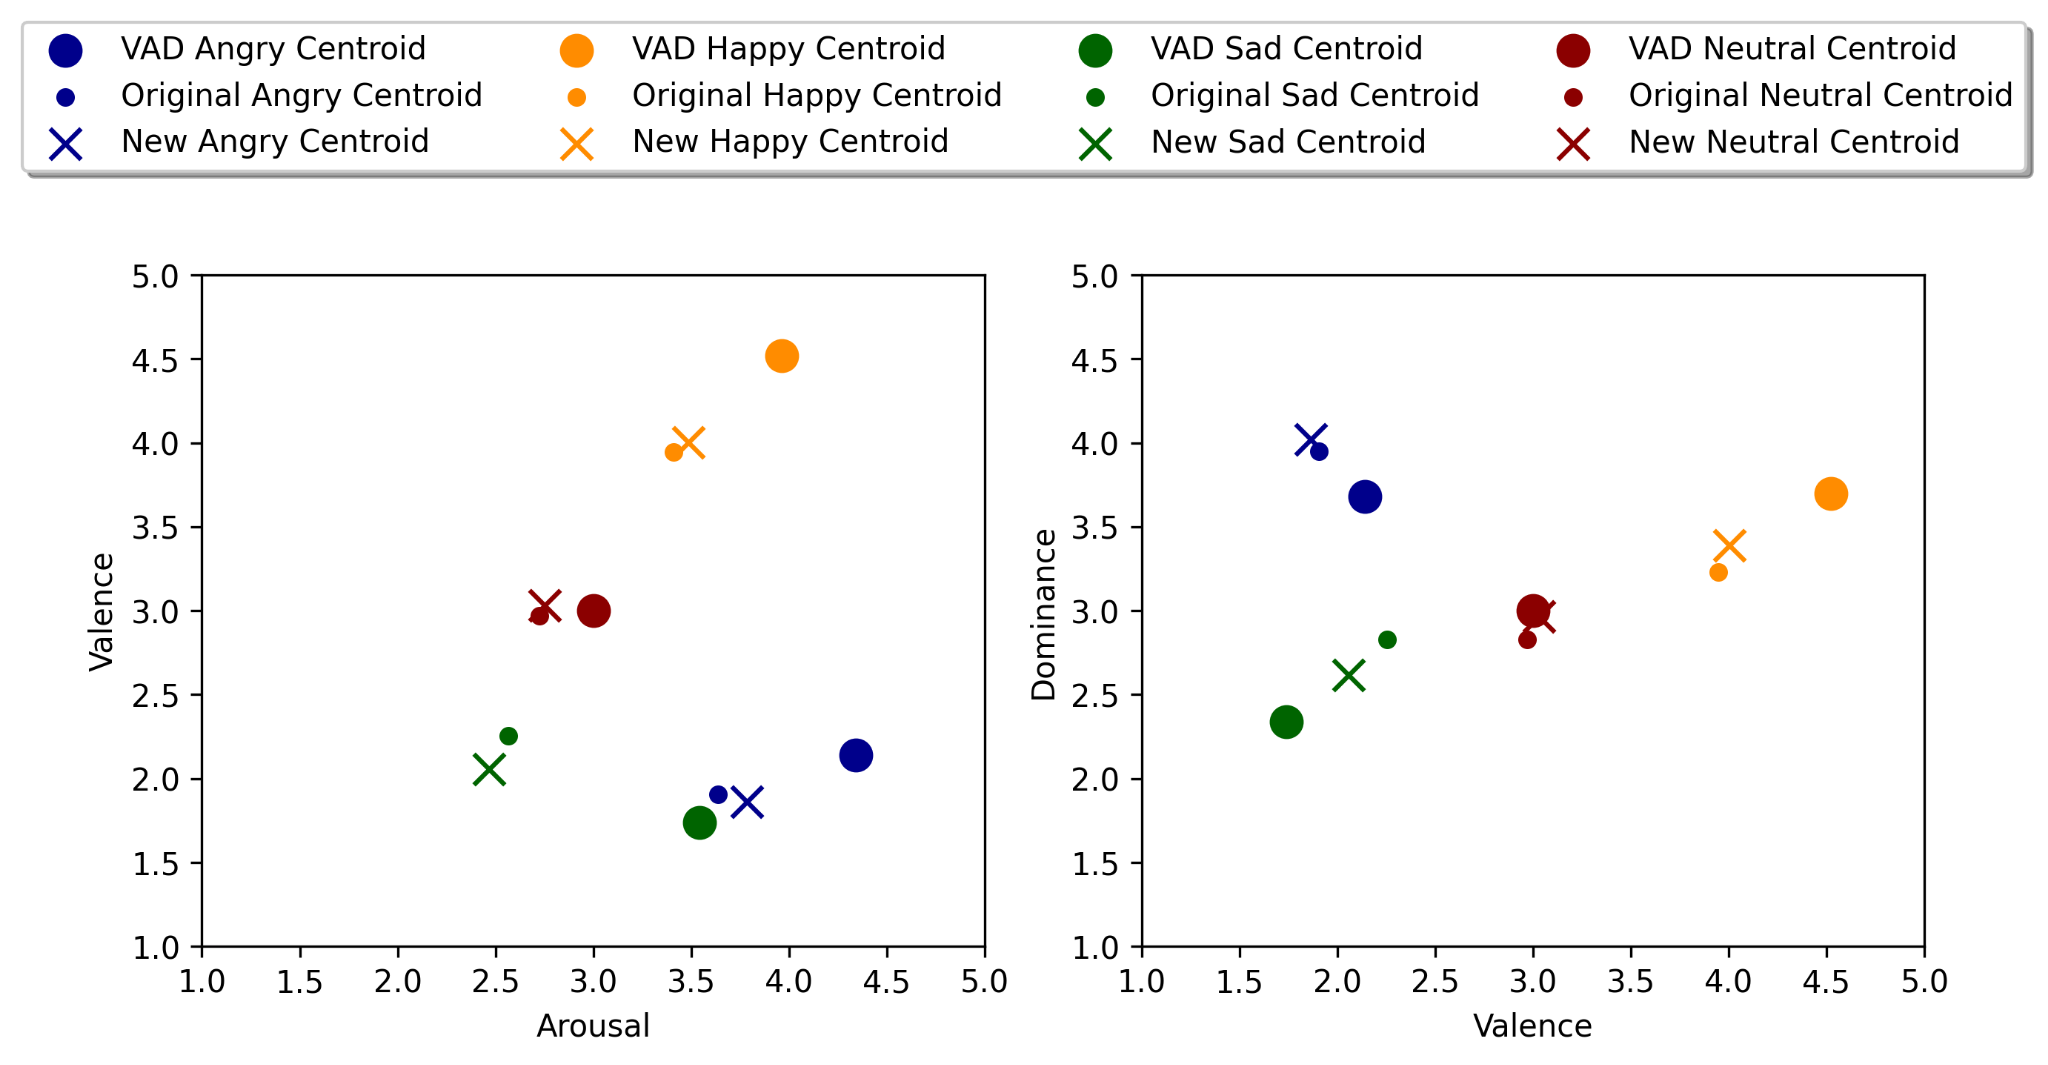 VAD Angry Centroid VAD Happy Centroid VAD Sad Centroid VAD Neutral Centroid
Original Angry Centroid Original Happy Centroid Original Sad Centroid Original Neutral Centroid
New Angry Centroid New Happy Centroid New Sad Centroid New Neutral Centroid
5.0
4.5
4.0
3.5
3.0
2.5
2.0
1.5
1.0
Valence
1.0 1.5 2.0 2.5 3.0 3.5 4.0 4.5 5.0
Arousal
5.0
4.5
4.0
3.5
3.0
2.5
2.0
1.5
1.0
Dominance
1.0 1.5 2.0 2.5 3.0 3.5 4.0 4.5 5.0
Valence